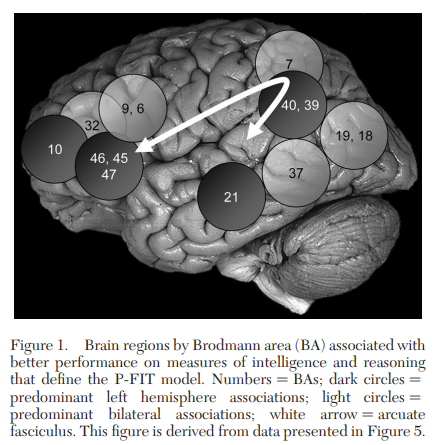 7
9, 6
40, 39
32
19, 18
10
46, 45
47
37
21
Figure 1. Brain regions by Brodmann area (BA) associated with
better performance on measures of intelligence and reasoning
that define the P-FIT model. Numbers = BAs; dark circles =
predominant left hemisphere associations; light circles =
predominant bilateral associations; white arrow = arcuate
fasciculus. This figure is derived from data presented in Figure 5.